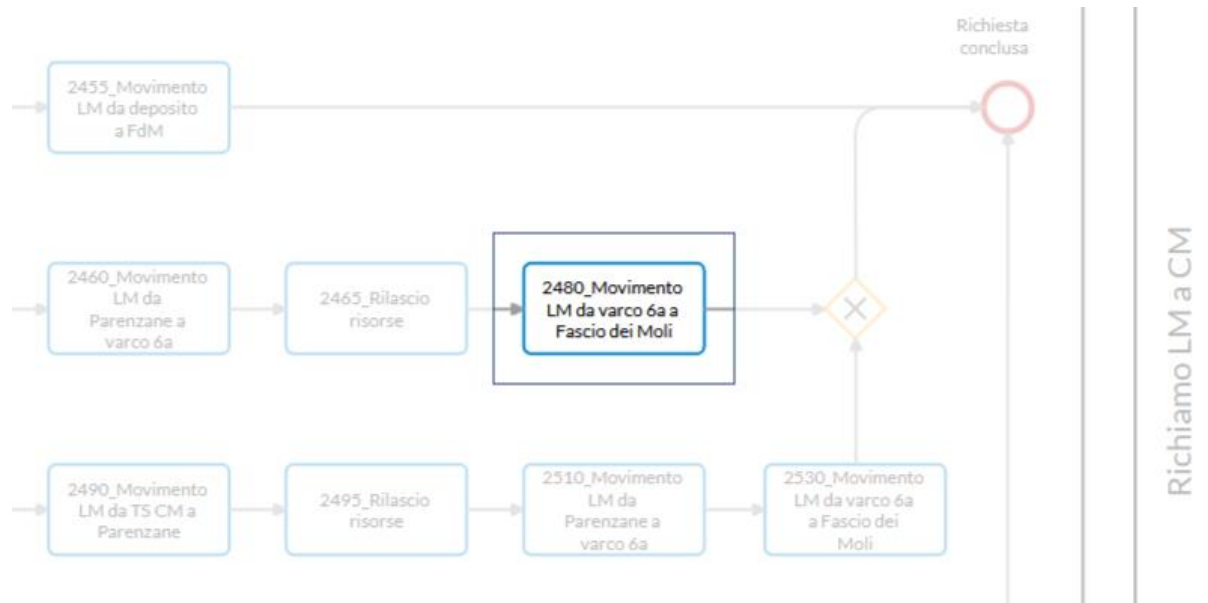 Richiesta
conclusa
2455_Movimento
LM da deposito
a FdM
2460_Movimento
LM da
Parenzane a
varco 6a
2465_Rilascio
risorse
2480_Movimento
LM da varco 6a a
Fascio dei Moli
2490_Movimento
LM da TS CM a
Parenzane
2495_Rilascio
risorse
2510_Movimento
LM da
Parenzane a
varco 6a
2530_Movimento
LM da varco 6a
a Fascio dei
Moli
Richiamo LM a CM